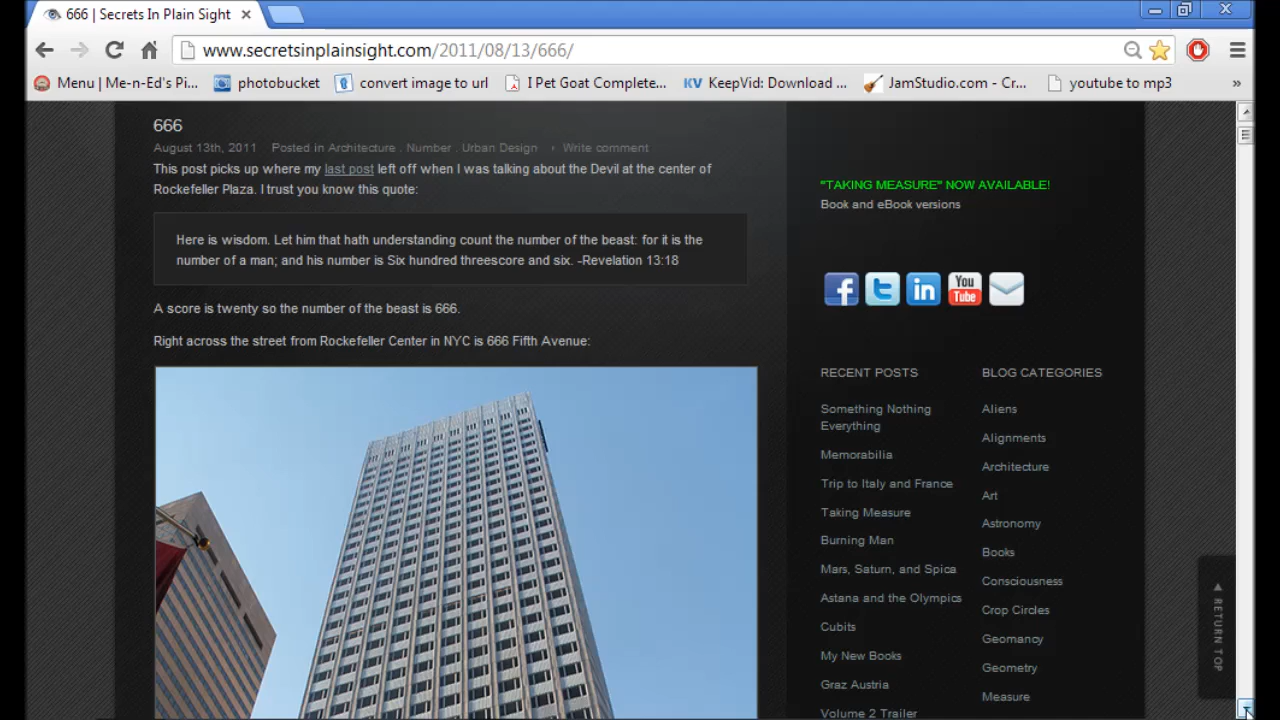 666 | Secrets In Plain Sight
www.secretsinplainsight.com/2011/08/13/666/
Menu | Me-n-Ed's Pi... photobucket convert image to url I Pet Goat Complete... KV KeepVid: Download ... JamStudio.com - Cr... youtube to mp3 »
666
August 13th, 2011 Posted in Architecture . Number . Urban Design Write comment
This post picks up where my last post left off when I was talking about the Devil at the center of
Rockefeller Plaza. I trust you know this quote:
Here is wisdom. Let him that hath understanding count the number of the beast: for it is the
number of a man; and his number is Six hundred threescore and six. -Revelation 13:18
A score is twenty so the number of the beast is 666.
Right across the street from Rockefeller Center in NYC is 666 Fifth Avenue:
"TAKING MEASURE" NOW AVAILABLE!
Book and eBook versions
f t in You Tube
RECENT POSTS
Something Nothing
Everything
Memorabilia
Trip to Italy and France
Taking Measure
Burning Man
Mars, Saturn, and Spica
Astana and the Olympics
Cubits
My New Books
Graz Austria
Volume 2 Trailer
BLOG CATEGORIES
Aliens
Alignments
Architecture
Art
Astronomy
Books
Consciousness
Crop Circles
Geomancy
Geometry
Measure
RETURN TOP